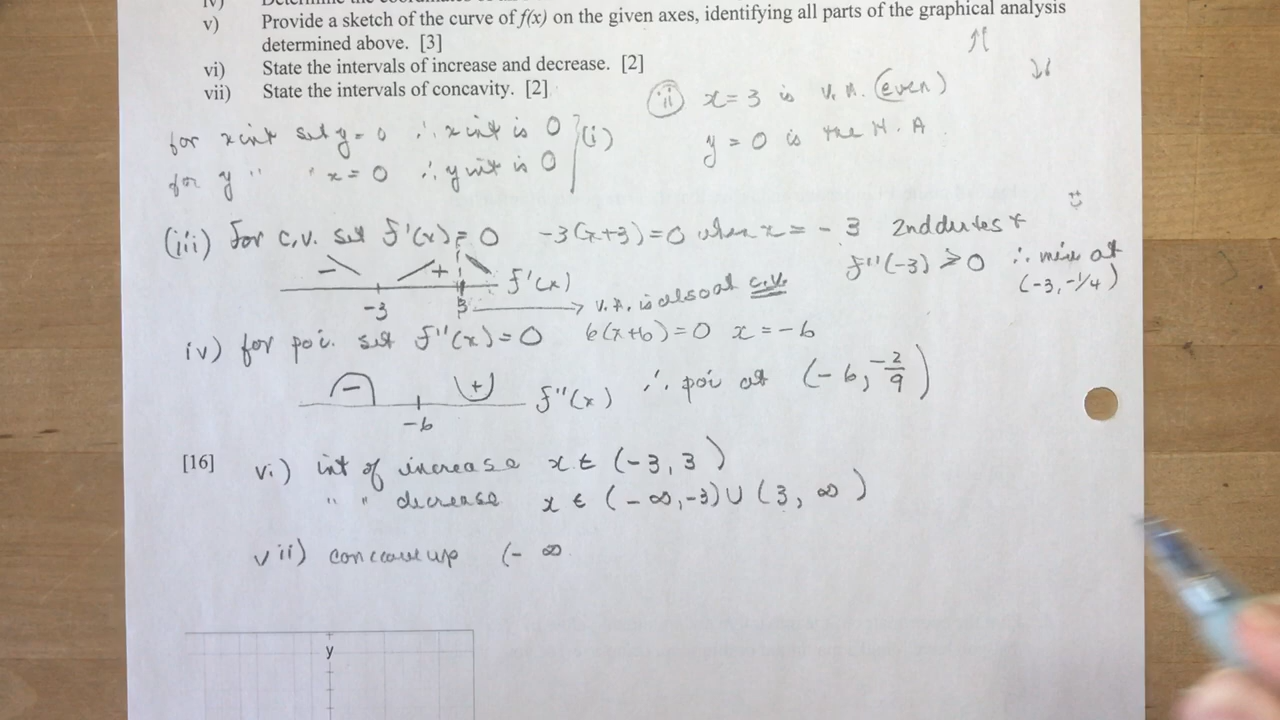 v) Provide a sketch of the curve of f(x) on the given axes, identifying all parts of the graphical analysis
determined above. [3]
vi) State the intervals of increase and decrease. [2]
vii) State the intervals of concavity. [2]
(ii) x=3 is V.A. (even)
y = 0 is the H.A
for x int set y=0 ∴ x int is 0 } (i)
for y " " x=0 ∴ y int is 0
(iii) for c.v. set f'(x)=0 -3(x+3)=0 when x = -3 2nd der test
f''(-3) > 0 ∴ min at
(-3, -1/4)
- + f'(x)
-3 3 → V.A. is also at c.v.
iv) for poi. set f''(x)=0 6(x+6)=0 x=-6
- + f''(x) ∴ poi at (-6, -2/9)
-6
[16] vi.) int of increase x ∈ (-3, 3)
" " decrease x ∈ (-∞,-3)∪(3, ∞)
vii) concave up (- ∞
y